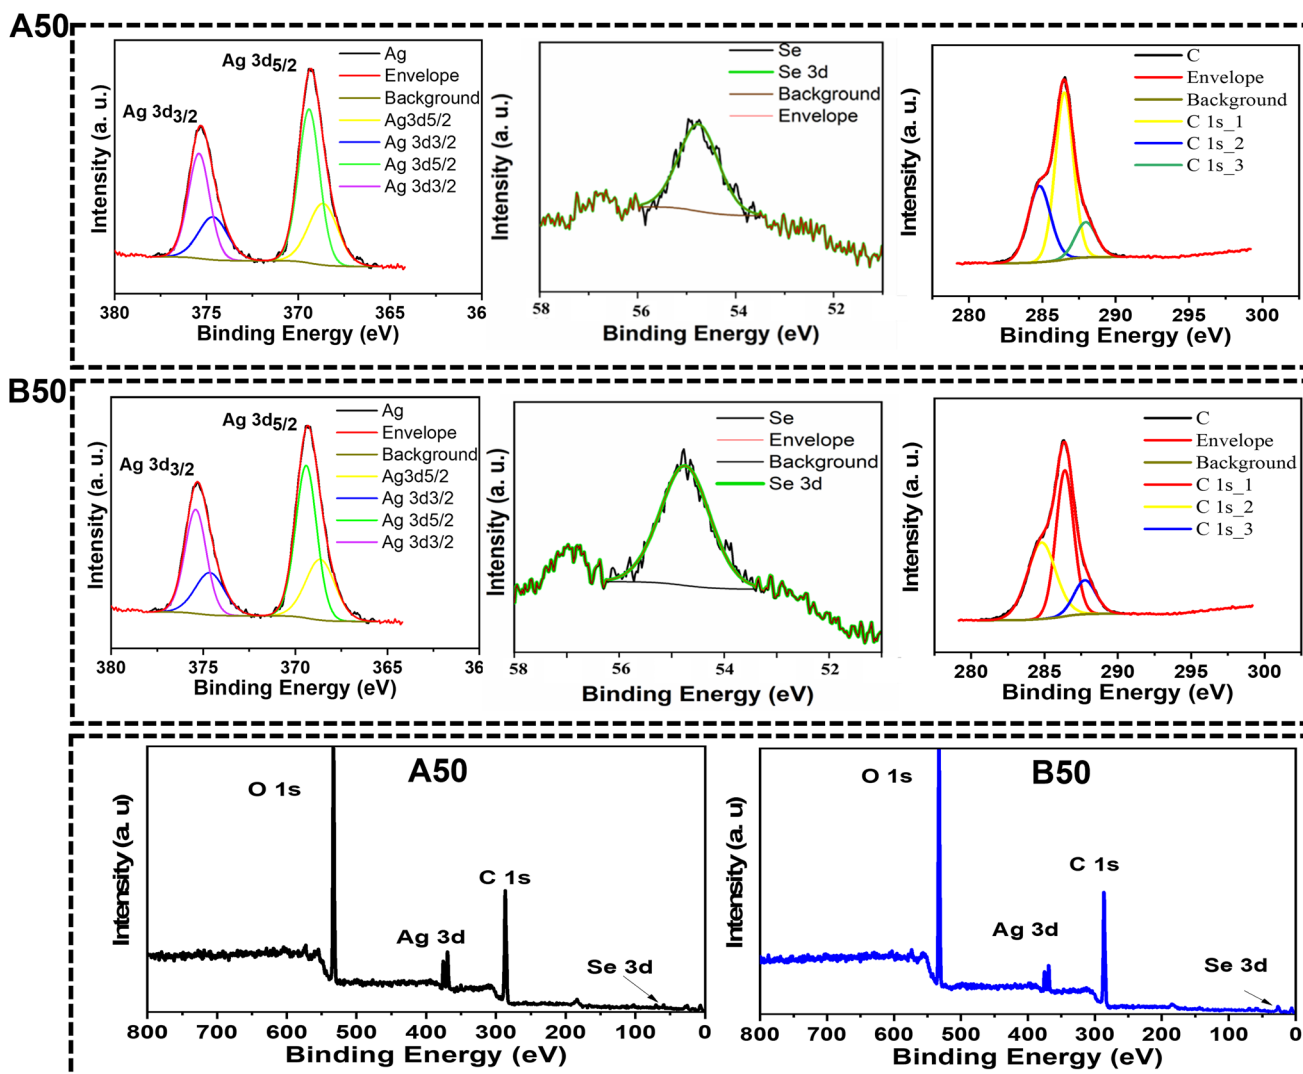 A50
Intensity (a. u.)
Ag 3d3/2
Ag 3d5/2
Ag
Envelope
Background
Ag3d5/2
Ag 3d3/2
Ag 3d5/2
Ag 3d3/2
380 375 370 365 36
Binding Energy (eV)
Intensity (a. u.)
Se
Se 3d
Background
Envelope
58 56 54 52
Binding Energy (eV)
Intensity (a. u.)
C
Envelope
Background
C 1s_1
C 1s_2
C 1s_3
280 285 290 295 300
Binding Energy (eV)
B50
Intensity (a. u.)
Ag 3d3/2
Ag 3d5/2
Ag
Envelope
Background
Ag3d5/2
Ag 3d3/2
Ag 3d5/2
Ag 3d3/2
380 375 370 365 36
Binding Energy (eV)
Intensity (a. u.)
Se
Envelope
Background
Se 3d
58 56 54 52
Binding Energy (eV)
Intensity (a. u.)
C
Envelope
Background
C 1s_1
C 1s_2
C 1s_3
280 285 290 295 300
Binding Energy (eV)
A50
Intensity (a. u)
O 1s
Ag 3d
C 1s
Se 3d
800 700 600 500 400 300 200 100 0
Binding Energy (eV)
B50
Intensity (a. u)
O 1s
Ag 3d
C 1s
Se 3d
800 700 600 500 400 300 200 100 0
Binding Energy (eV)